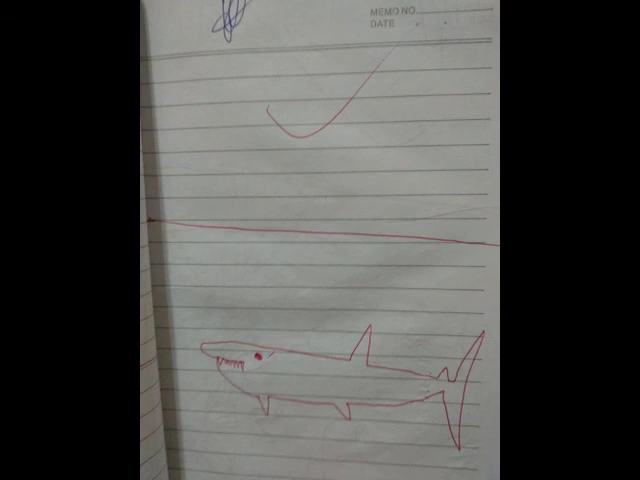 MEMO NO.
DATE . .